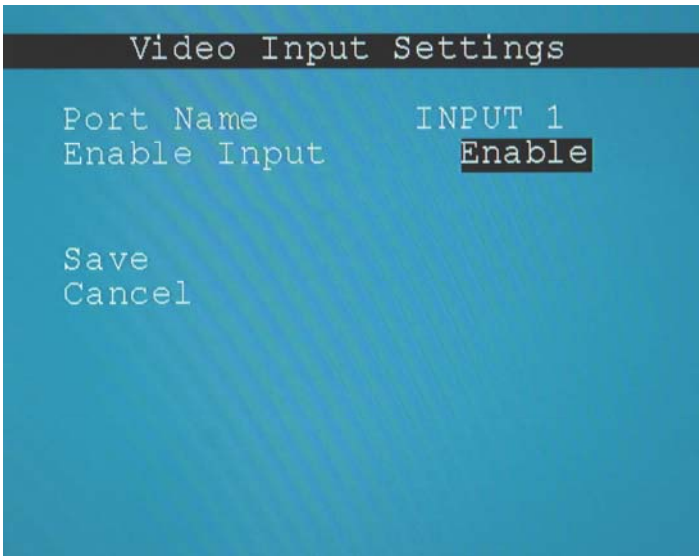 Video Input Settings
Port Name INPUT 1
Enable Input Enable
Save
Cancel